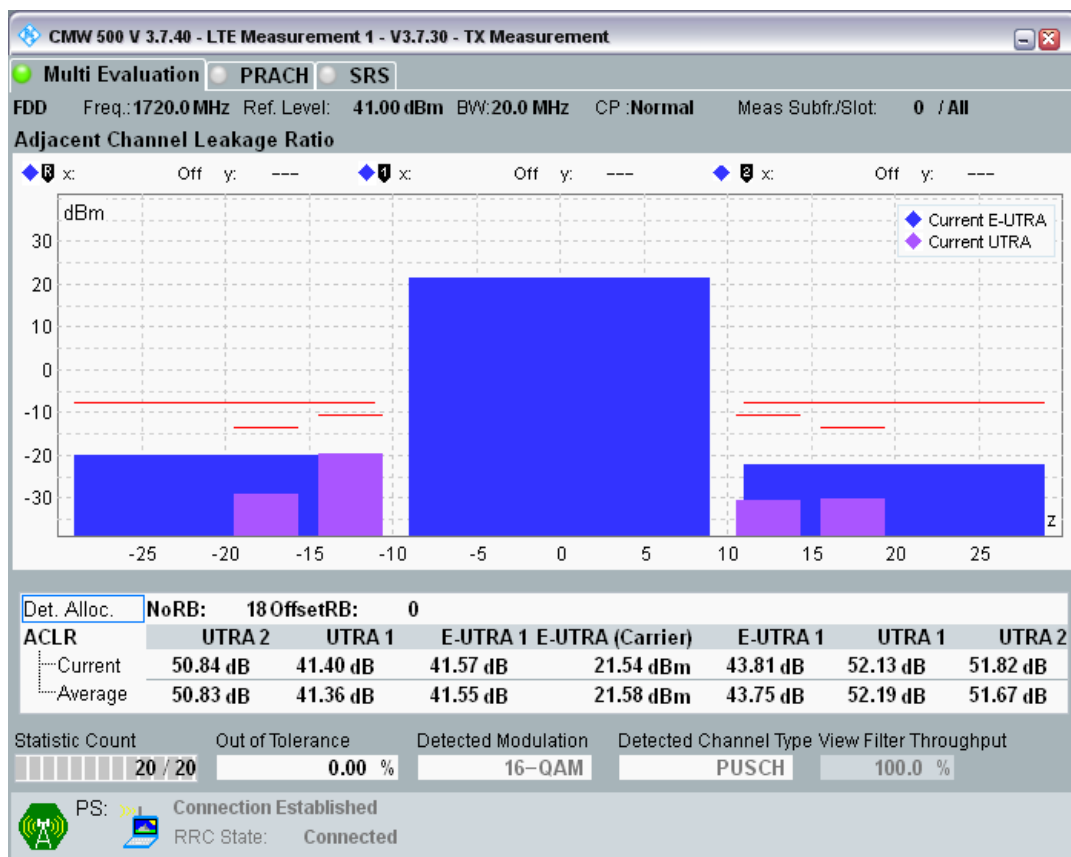 CMW 500 V 3.7.40 - LTE Measurement 1 - V3.7.30 - TX Measurement
Multi Evaluation PRACH SRS
FDD Freq.:1720.0 MHz Ref. Level: 41.00 dBm BW:20.0 MHz CP :Normal Meas Subfr./Slot: 0 / All
Adjacent Channel Leakage Ratio
R x: Off y: --- 1 x: Off y: --- 2 x: Off y: ---
dBm
Current E-UTRA
Current UTRA
30
20
10
0
-10
-20
-30
z
-25 -20 -15 -10 -5 0 5 10 15 20 25
Det. Alloc. NoRB: 18 OffsetRB: 0
ACLR UTRA 2 UTRA 1 E-UTRA 1 E-UTRA (Carrier) E-UTRA 1 UTRA 1 UTRA 2
Current 50.84 dB 41.40 dB 41.57 dB 21.54 dBm 43.81 dB 52.13 dB 51.82 dB
Average 50.83 dB 41.36 dB 41.55 dB 21.58 dBm 43.75 dB 52.19 dB 51.67 dB
Statistic Count Out of Tolerance Detected Modulation Detected Channel Type View Filter Throughput
20 / 20 0.00 % 16-QAM PUSCH 100.0 %
PS: Connection Established
RRC State: Connected